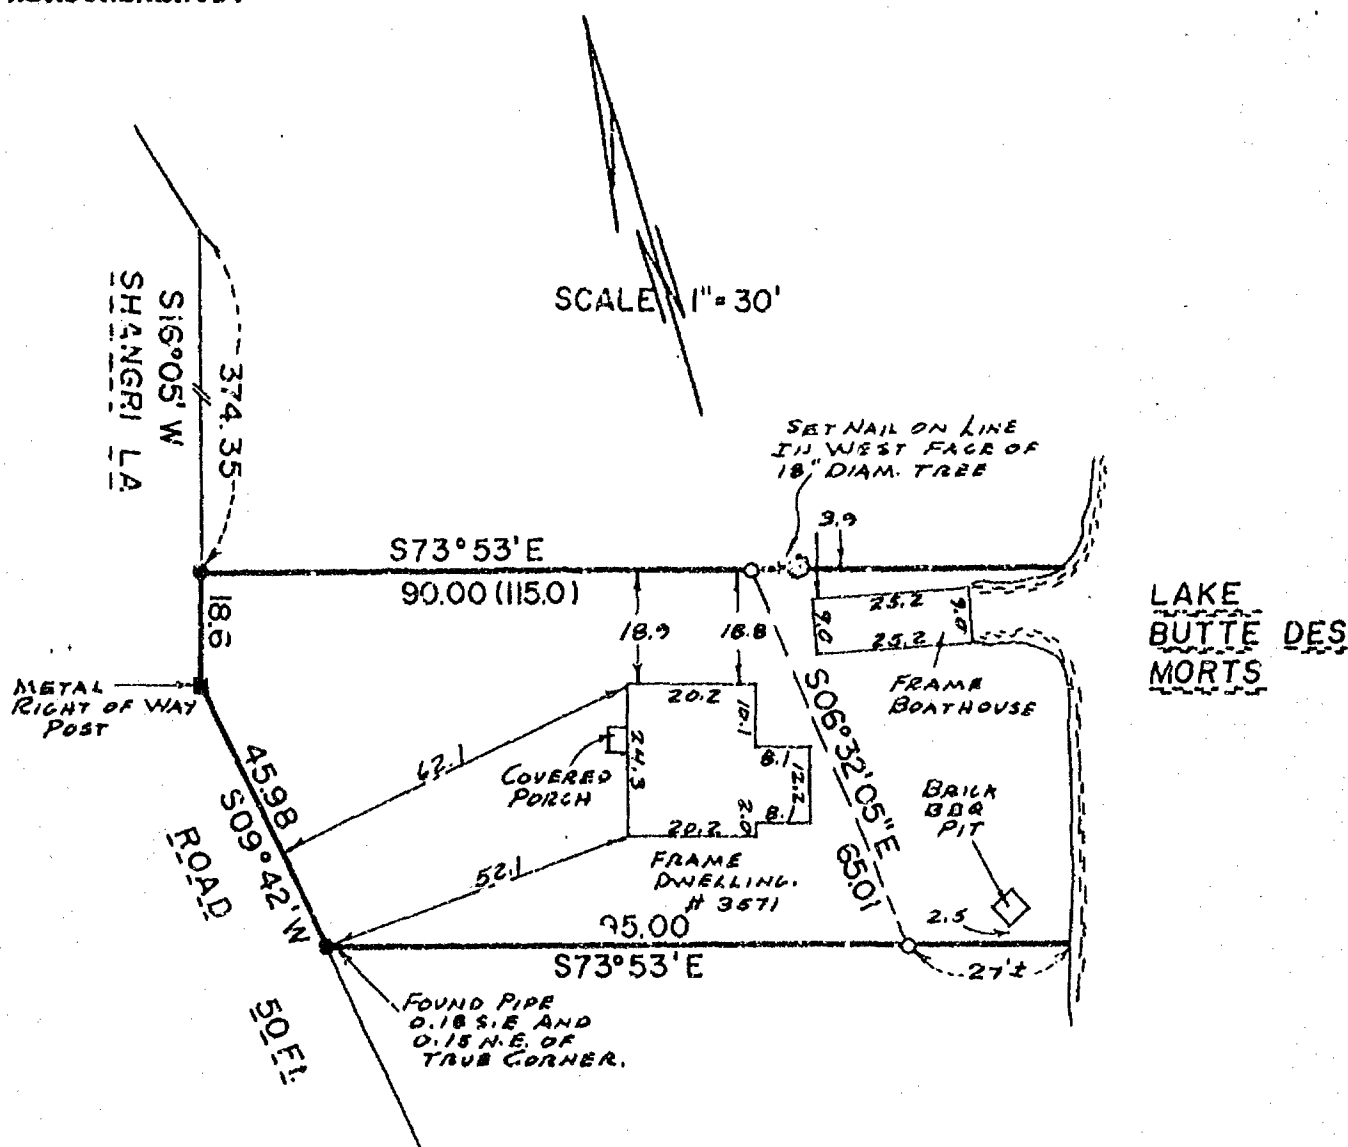 SCALE 1"=30'
S16°05'W
SHANGRI LA
374.35
SET NAIL ON LINE
IN WEST FACE OF
18" DIAM. TREE
3.9
S73°53'E
90.00 (115.0)
18.6
18.9
18.8
25.2
9.0
9.0
25.2
FRAME
BOATHOUSE
LAKE
BUTTE DES
MORTS
METAL
RIGHT OF WAY
POST
20.2
10.1
8.1
12.2
8.1
2.0
20.2
24.3
COVERED
PORCH
62.1
52.1
45.98
S09°42'W
ROAD
50 Ft.
S06°32'05"E
65.01
BRICK
BBQ
PIT
2.5
FRAME
DWELLING.
# 3571
95.00
S73°53'E
27'±
FOUND PIPE
0.18 S.E AND
0.15 N.E. OF
TRUE CORNER.